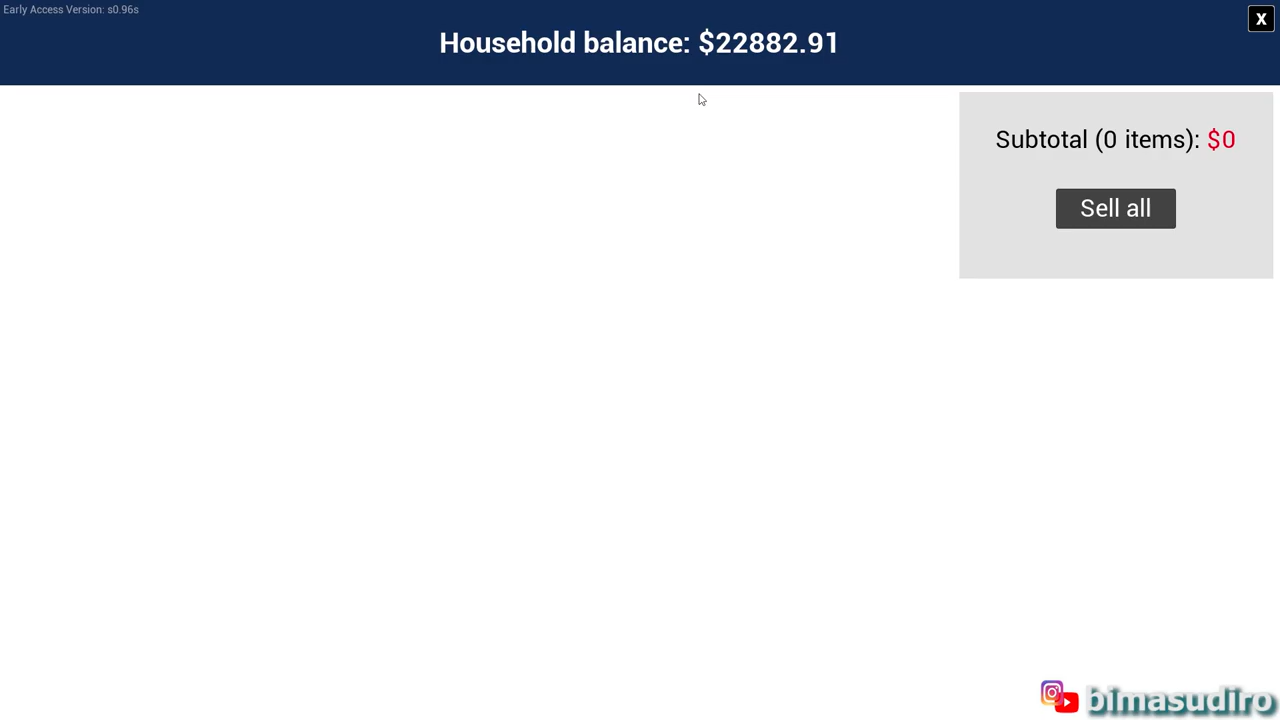 Early Access Version: s0.96s
X
Household balance: $22882.91
Subtotal (0 items): $0
Sell all
bimasudiro